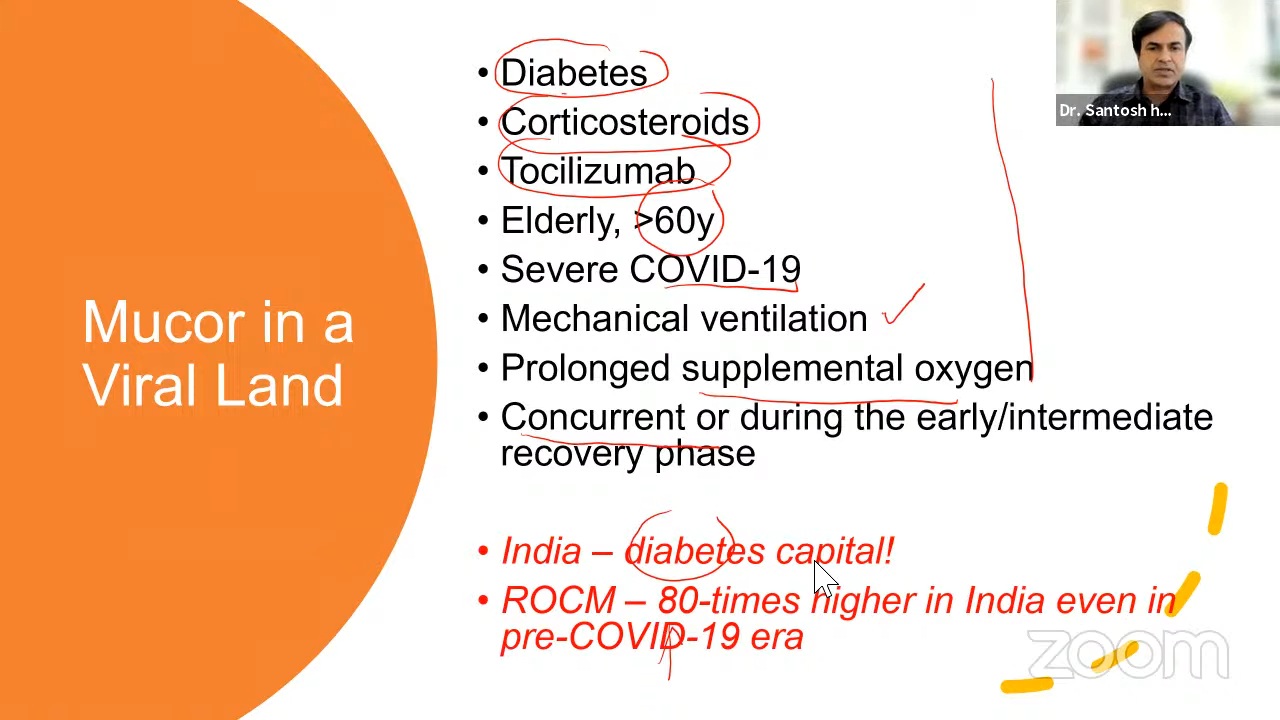 Mucor in a
Viral Land
• Diabetes
• Corticosteroids
• Tocilizumab
• Elderly, >60y
• Severe COVID-19
• Mechanical ventilation
• Prolonged supplemental oxygen
• Concurrent or during the early/intermediate
recovery phase
• India – diabetes capital!
• ROCM – 80-times higher in India even in
pre-COVID-19 era
Dr. Santosh h...
zoom